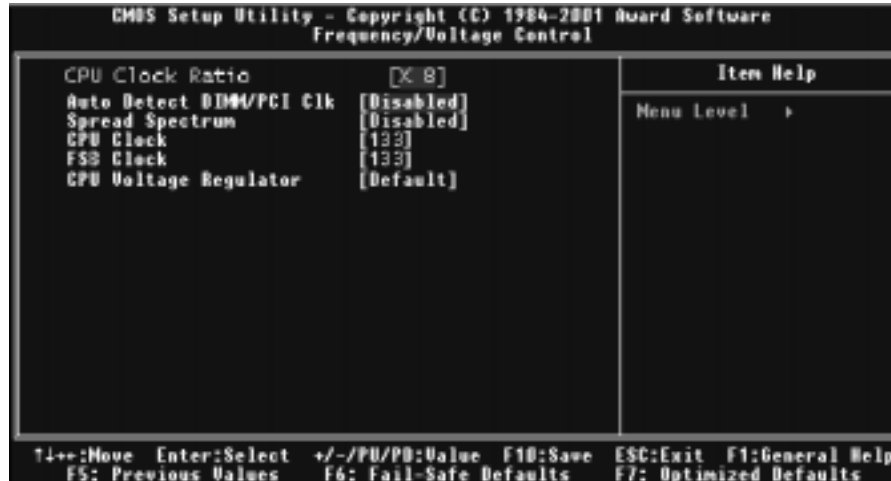 CMOS Setup Utility - Copyright (C) 1984-2001 Award Software
Frequency/Voltage Control
CPU Clock Ratio [X 8]
Item Help
Auto Detect DIMM/PCI Clk [Disabled]
Menu Level ▸
Spread Spectrum [Disabled]
CPU Clock [133]
FSB Clock [133]
CPU Voltage Regulator [Default]
↑↓←→:Move Enter:Select +/-/PU/PD:Value F10:Save ESC:Exit F1:General Help
F5: Previous Values F6: Fail-Safe Defaults F7: Optimized Defaults